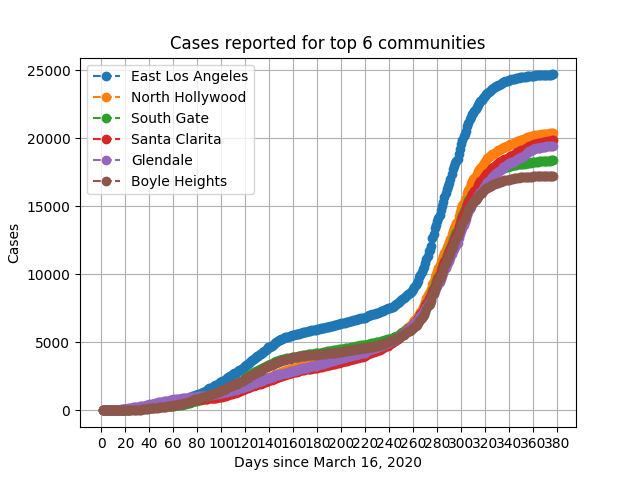 Cases reported for top 6 communities
East Los Angeles
North Hollywood
South Gate
Santa Clarita
Glendale
Boyle Heights
25000
20000
15000
10000
5000
0
Cases
0 20 40 60 80 100 120 140 160 180 200 220 240 260 280 300 320 340 360 380
Days since March 16, 2020